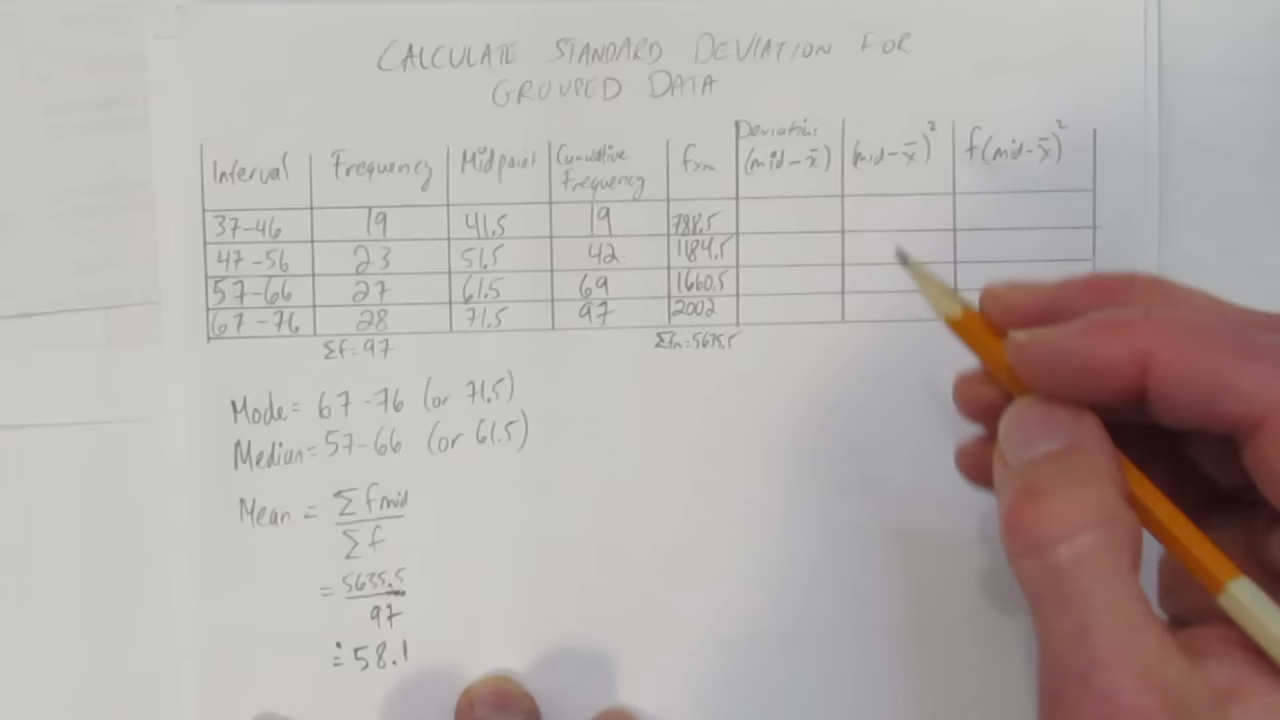 CALCULATE STANDARD DEVIATION FOR
GROUPED DATA
Interval Frequency Midpoint Cumulative Frequency fxm Deviations (mid-x̄) (mid-x̄)² f(mid-x̄)²
37-46 19 41.5 19 788.5
47-56 23 51.5 42 1184.5
57-66 27 61.5 69 1660.5
67-76 28 71.5 97 2002
Σf=97
Mode= 67-76 (or 71.5)
Median= 57-66 (or 61.5)
Mean = Σfmid
Σf
= 5635.5
97
≐ 58.1